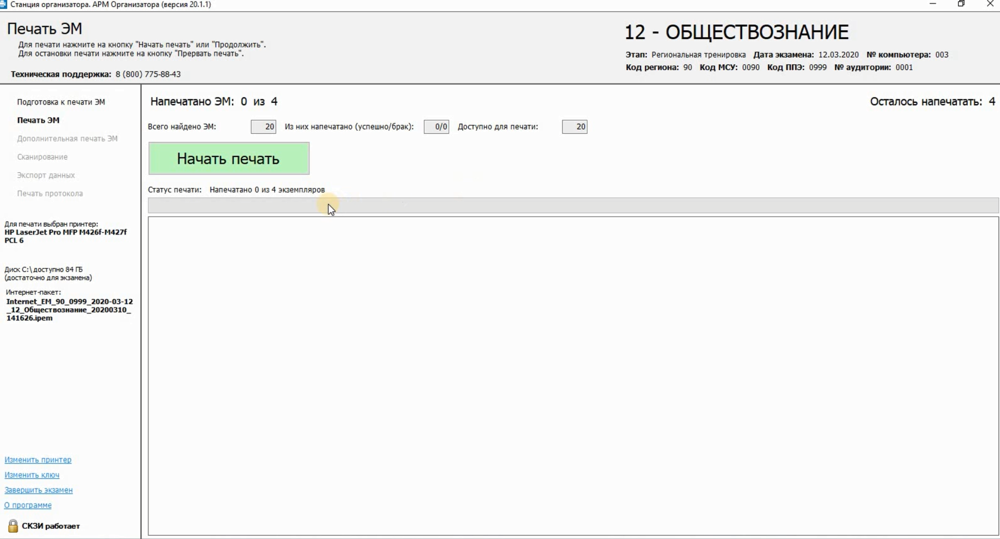 Станция организатора. АРМ Организатора (версия 20.1.1)
Печать ЭМ
Для печати нажмите на кнопку "Начать печать" или "Продолжить".
Для остановки печати нажмите на кнопку "Прервать печать".
Техническая поддержка: 8 (800) 775-88-43
12 - ОБЩЕСТВОЗНАНИЕ
Этап: Региональная тренировка Дата экзамена: 12.03.2020 № компьютера: 003
Код региона: 90 Код МСУ: 0090 Код ППЭ: 0999 № аудитории: 0001
Подготовка к печати ЭМ
Печать ЭМ
Дополнительная печать ЭМ
Сканирование
Экспорт данных
Печать протокола
Для печати выбран принтер:
HP LaserJet Pro MFP M426f-M427f
PCL 6
Диск C:\ доступно 84 ГБ
(достаточно для экзамена)
Интернет-пакет:
Internet_EM_90_0999_2020-03-12
_12_Обществознание_20200310_
141626.ipem
Изменить принтер
Изменить ключ
Завершить экзамен
О программе
СКЗИ работает
Напечатано ЭМ: 0 из 4
Осталось напечатать: 4
Всего найдено ЭМ: 20 Из них напечатано (успешно/брак): 0/0 Доступно для печати: 20
Начать печать
Статус печати: Напечатано 0 из 4 экземпляров